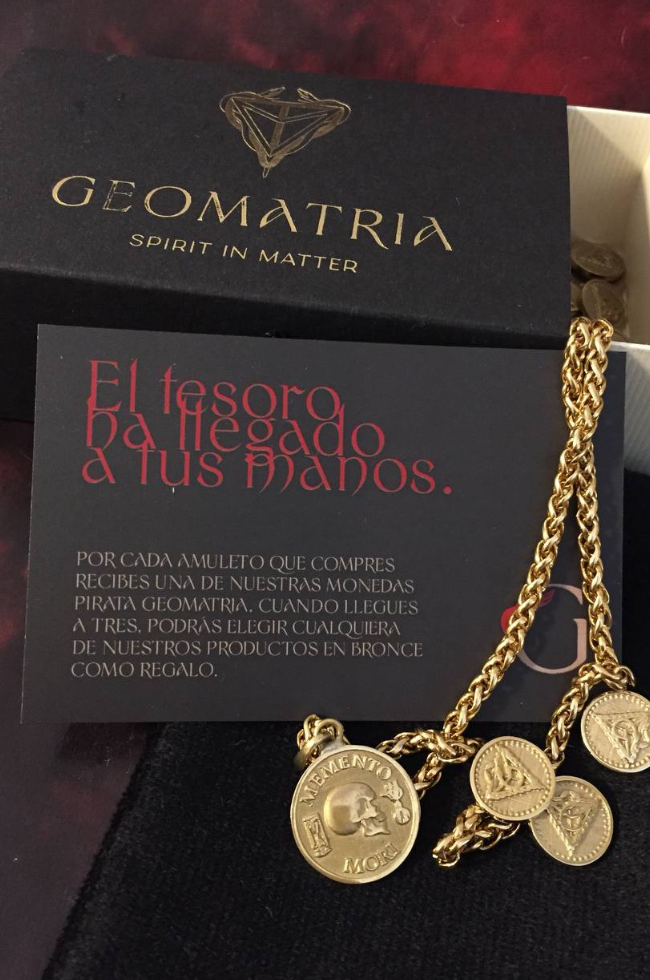 GEOMATRIA
SPIRIT IN MATTER
El tesoro
ha llegado
a tus manos.
POR CADA AMULETO QUE COMPRES
RECIBES UNA DE NUESTRAS MONEDAS
PIRATA GEOMATRIA. CUANDO LLEGUES
A TRES, PODRÁS ELEGIR CUALQUIERA
DE NUESTROS PRODUCTOS EN BRONCE
COMO REGALO.
G
MEMENTO
MORI